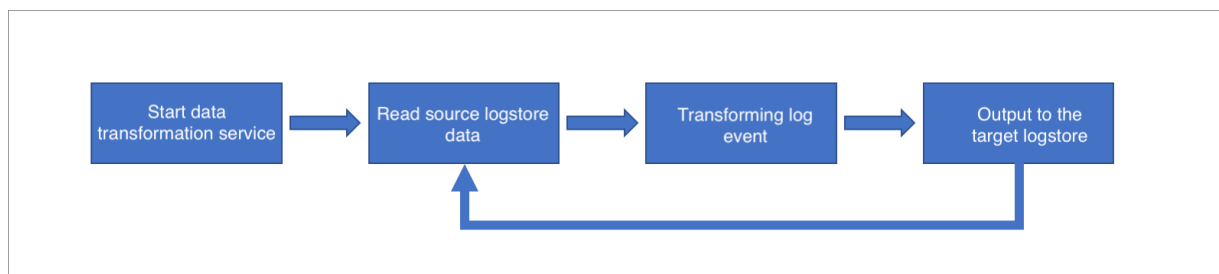 Start data
transformation service
Read source logstore
data
Transforming log
event
Output to the
target logstore